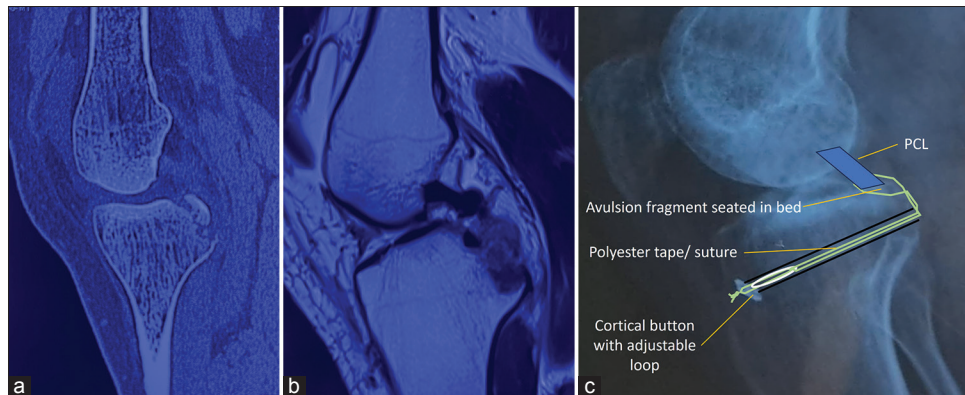 PCL
Avulsion fragment seated in bed
Polyester tape/ suture
Cortical button
with adjustable
loop
a
b
c